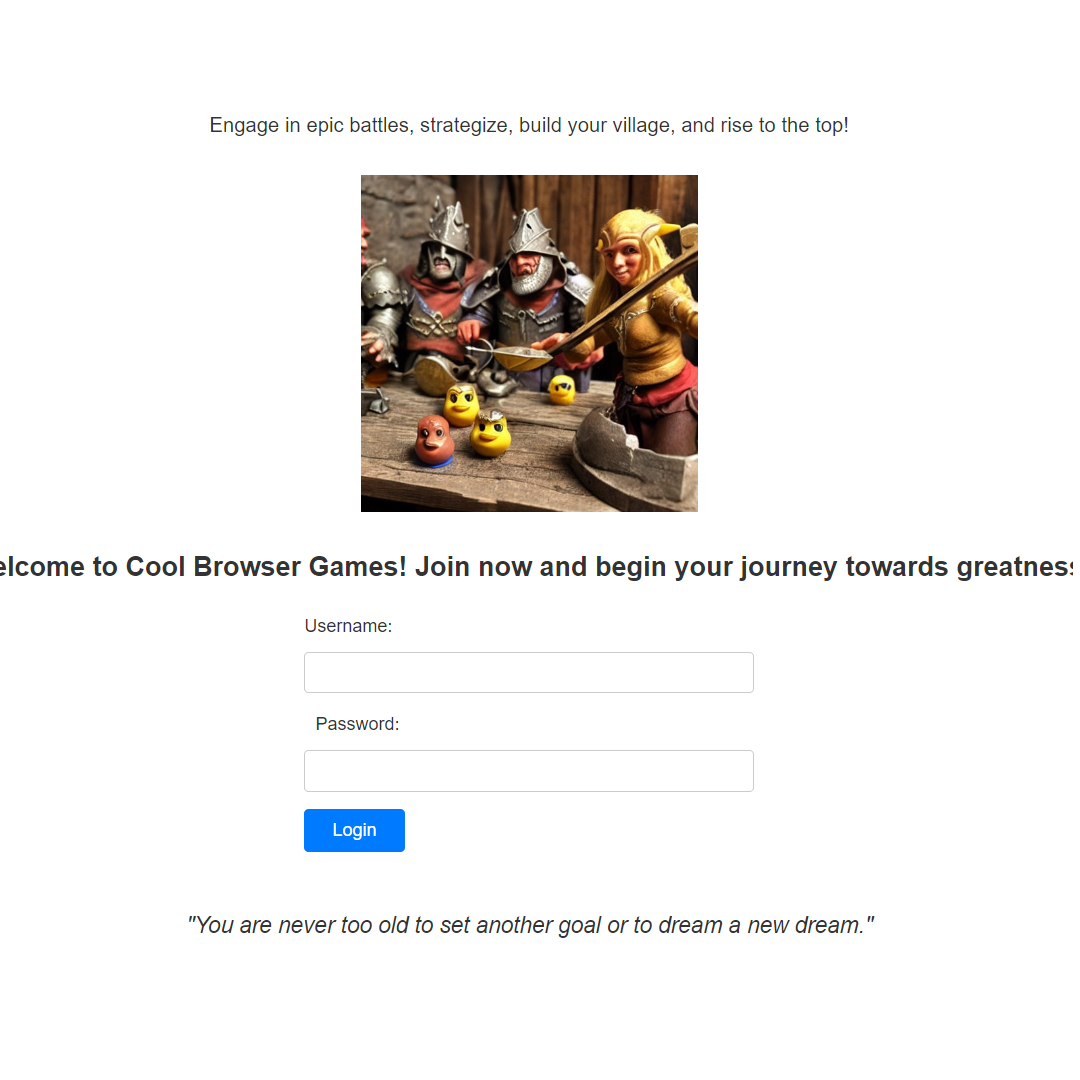 Engage in epic battles, strategize, build your village, and rise to the top!
elcome to Cool Browser Games! Join now and begin your journey towards greatness
Username:
Password:
Login
"You are never too old to set another goal or to dream a new dream."